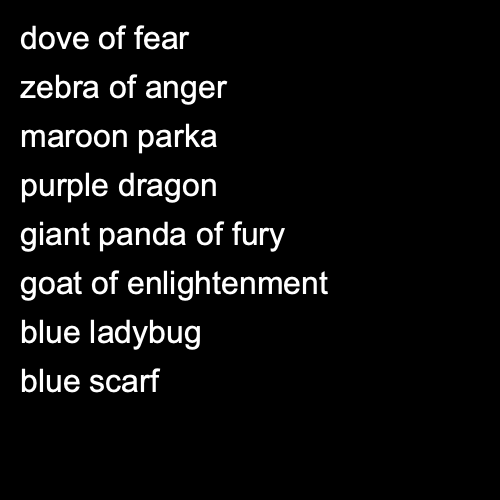 dove of fear
zebra of anger
maroon parka
purple dragon
giant panda of fury
goat of enlightenment
blue ladybug
blue scarf